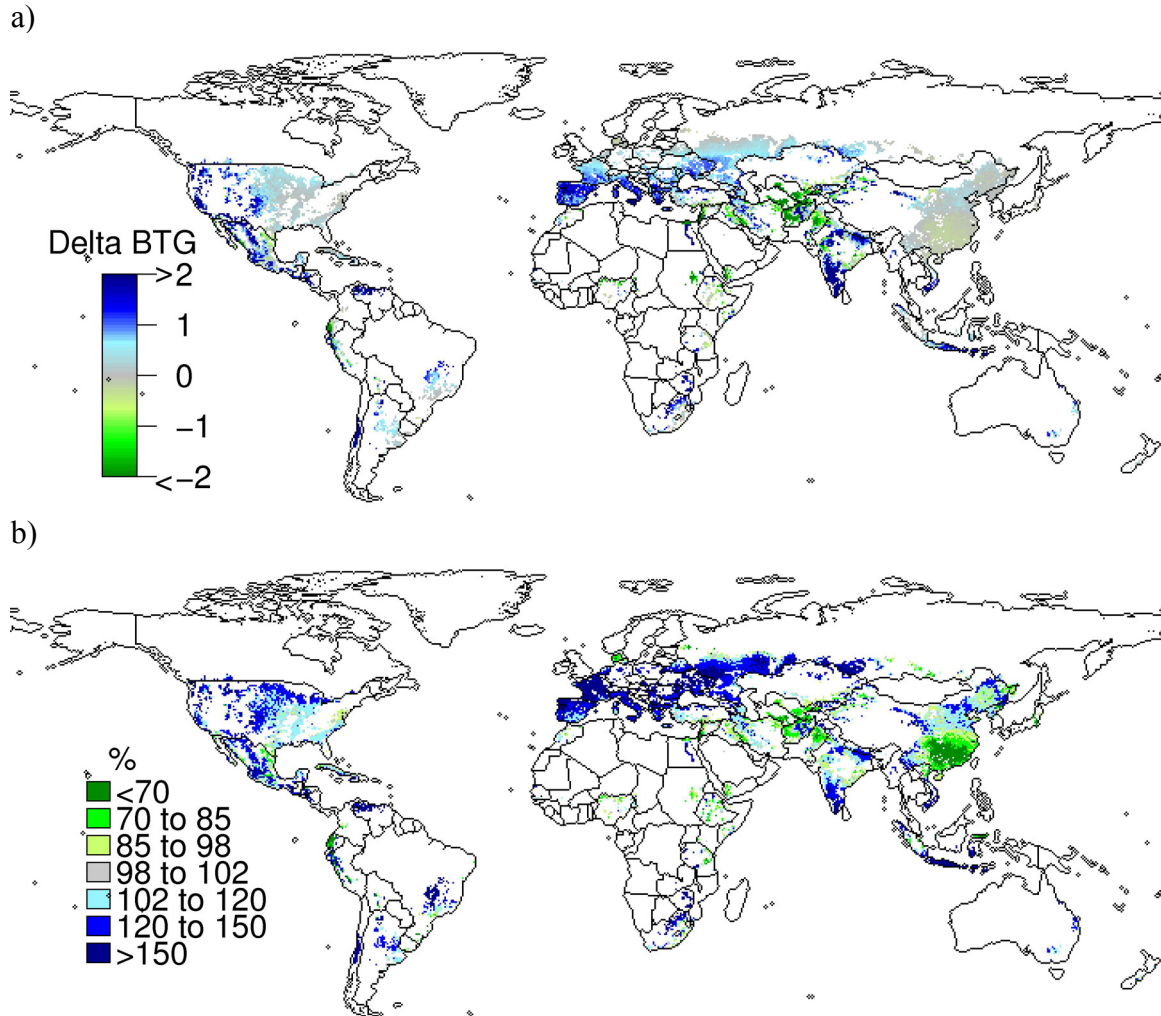 a)
Delta BTG
>2
1
0
-1
<-2
b)
%
<70
70 to 85
85 to 98
98 to 102
102 to 120
120 to 150
>150